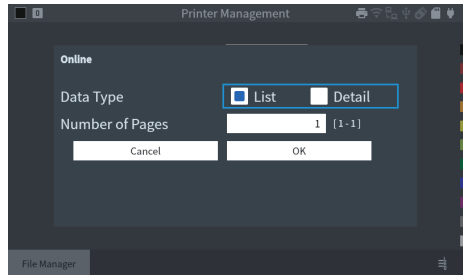 0 Printer Management
Online
Data Type List Detail
Number of Pages 1 [1-1]
Cancel OK
File Manager